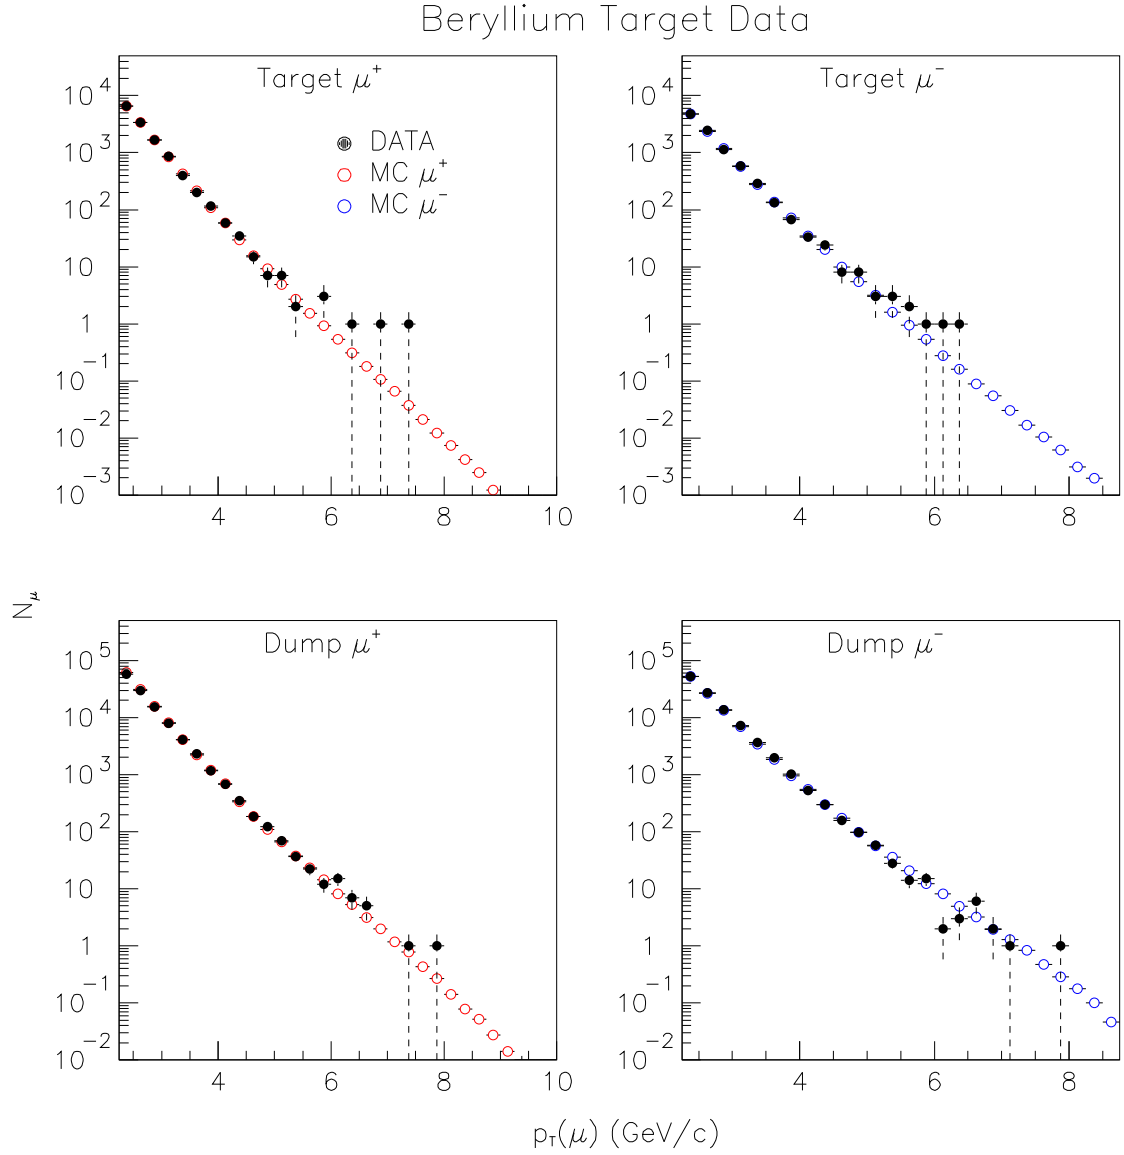 Beryllium Target Data
Target μ⁺
DATA
MC μ⁺
MC μ⁻
10⁴
10³
10²
10
1
10⁻¹
10⁻²
10⁻³
4 6 8 10
Target μ⁻
10⁴
10³
10²
10
1
10⁻¹
10⁻²
10⁻³
4 6 8
N_μ
Dump μ⁺
10⁵
10⁴
10³
10²
10
1
10⁻¹
10⁻²
4 6 8 10
Dump μ⁻
10⁵
10⁴
10³
10²
10
1
10⁻¹
10⁻²
4 6 8
p_T(μ) (GeV/c)